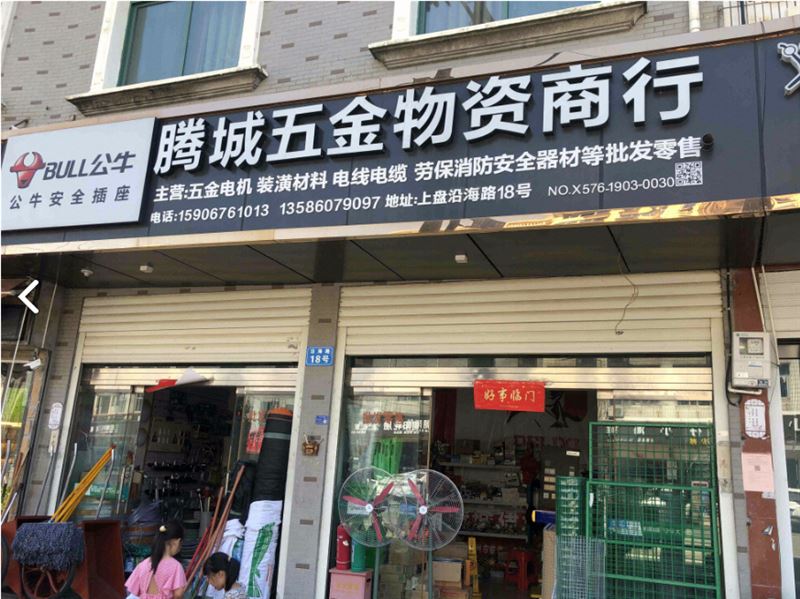 BULL公牛
公牛安全插座
腾城五金物资商行
主营:五金电机 装潢材料 电线电缆 劳保消防安全器材等批发零售
电话:15906761013 13586079097 地址:上盘沿海路18号 NO.X576-1903-0030
沿海路
18号
好事临门